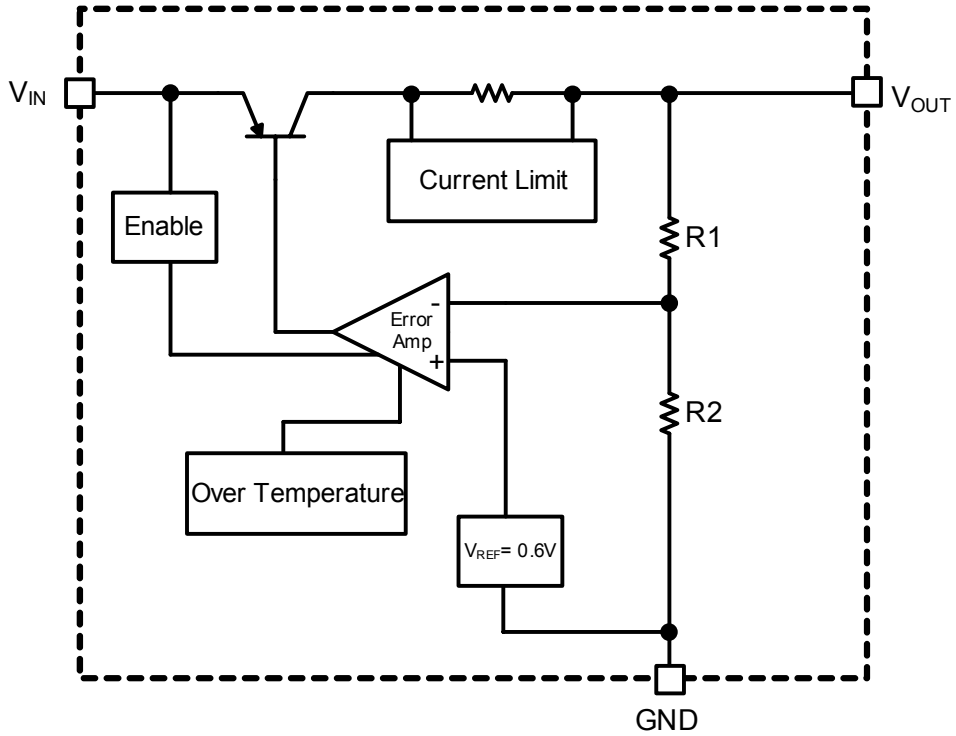 VIN
VOUT
Current Limit
Enable
R1
-
Error
Amp
+
R2
Over Temperature
VREF= 0.6V
GND